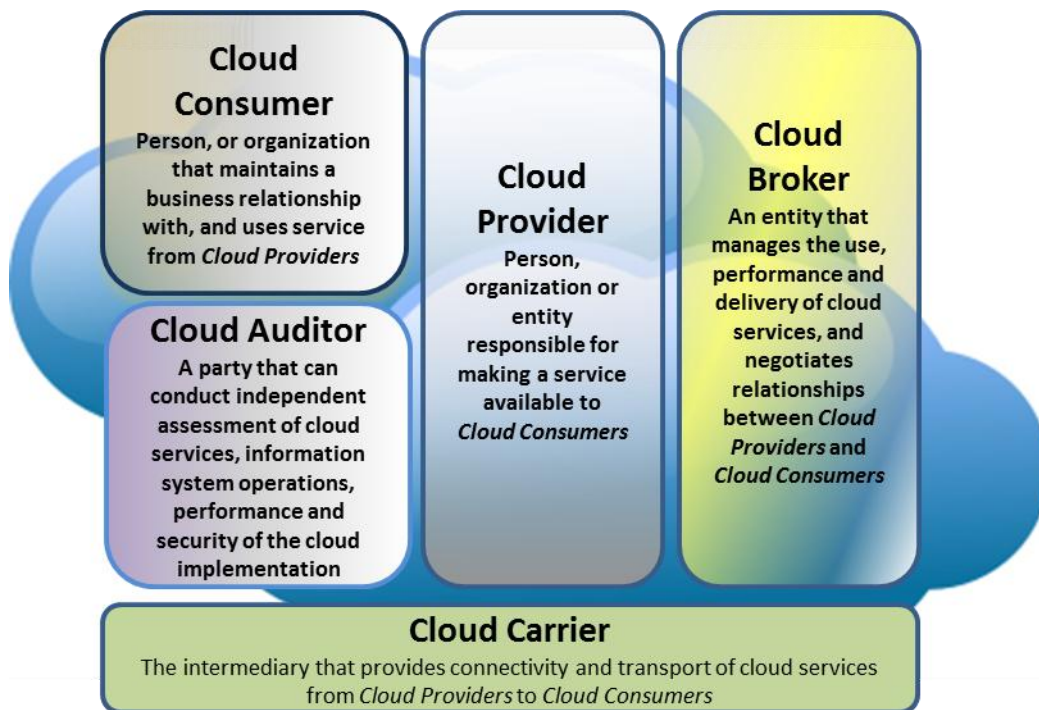 Cloud
Consumer
Person, or organization
that maintains a
business relationship
with, and uses service
from Cloud Providers
Cloud Auditor
A party that can
conduct independent
assessment of cloud
services, information
system operations,
performance and
security of the cloud
implementation
Cloud
Provider
Person,
organization or
entity
responsible for
making a service
available to
Cloud Consumers
Cloud
Broker
An entity that
manages the use,
performance and
delivery of cloud
services, and
negotiates
relationships
between Cloud
Providers and
Cloud Consumers
Cloud Carrier
The intermediary that provides connectivity and transport of cloud services
from Cloud Providers to Cloud Consumers